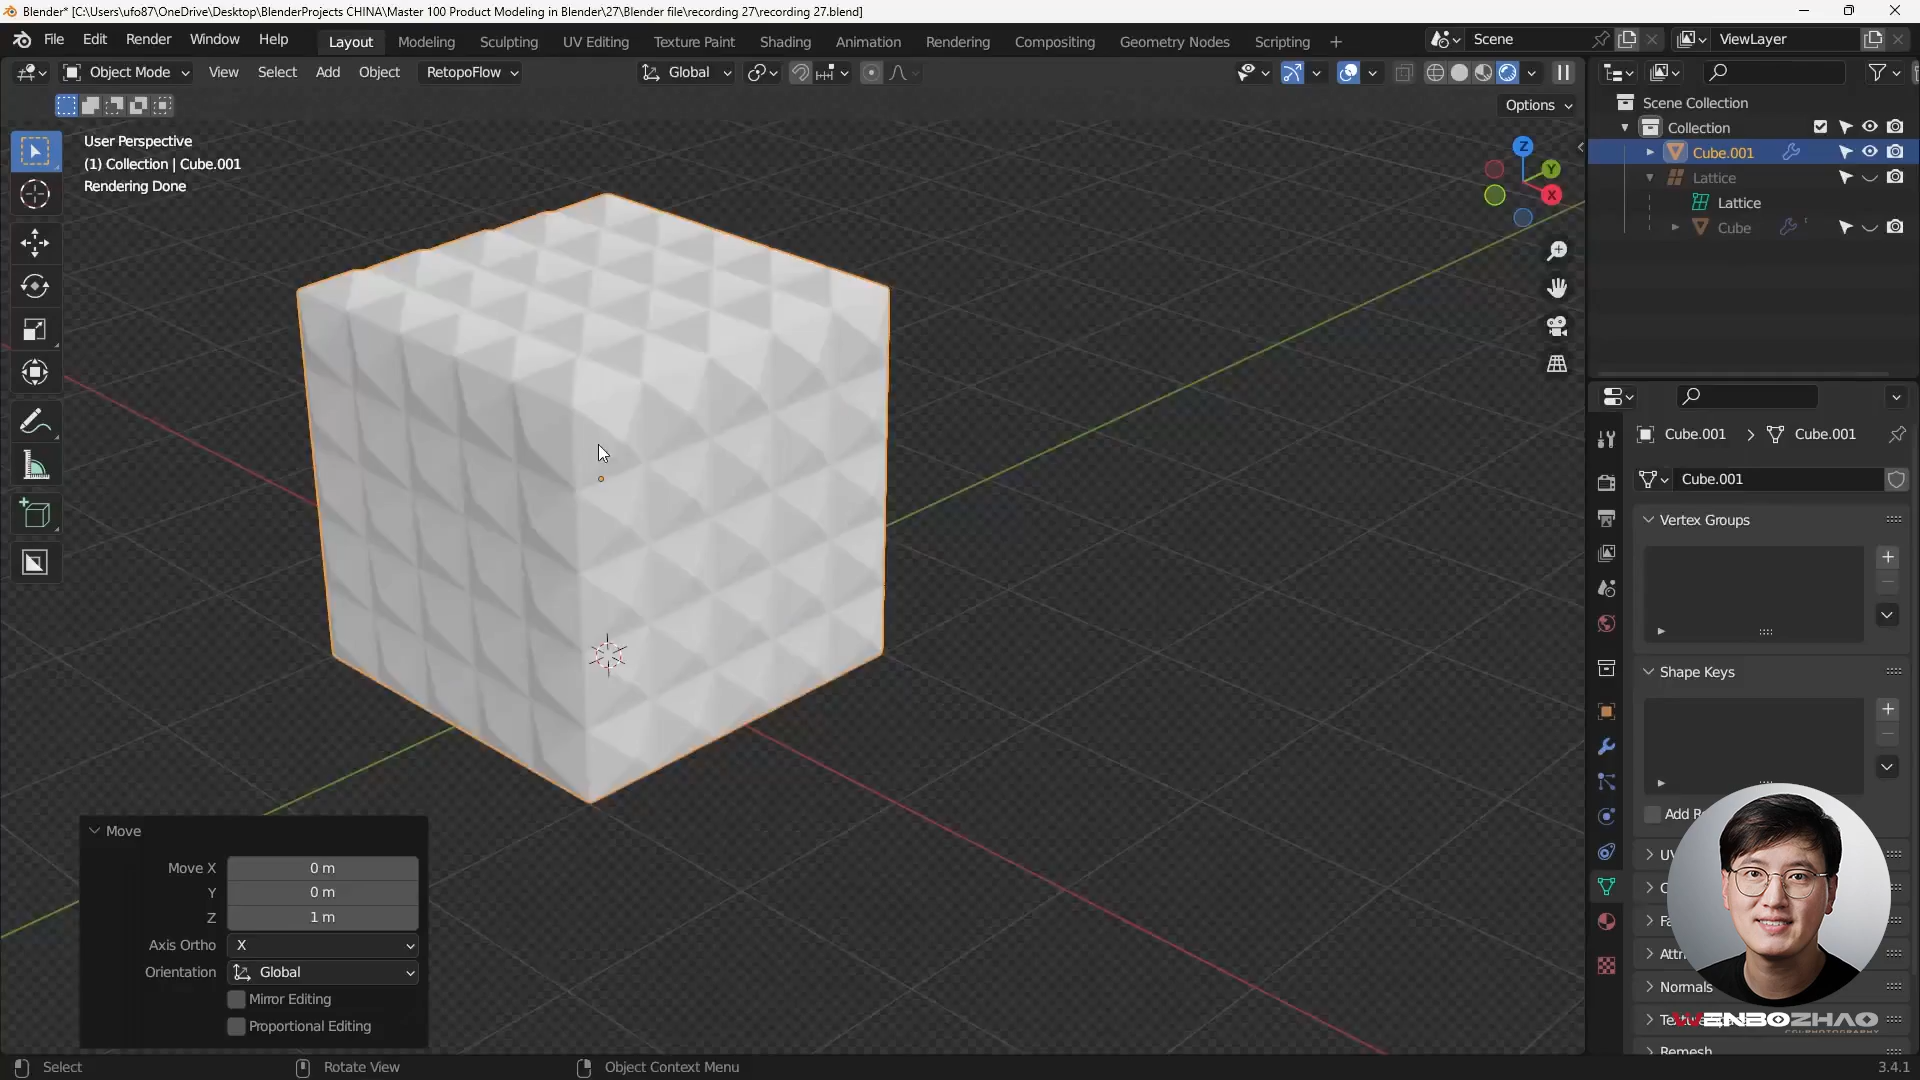 Blender* [C:\Users\ufo87\OneDrive\Desktop\BlenderProjects CHINA\Master 100 Product Modeling in Blender\27\Blender file\recording 27\recording 27.blend]
File Edit Render Window Help Layout Modeling Sculpting UV Editing Texture Paint Shading Animation Rendering Compositing Geometry Nodes Scripting + Scene ViewLayer
Object Mode View Select Add Object RetopoFlow Global
Options
User Perspective
(1) Collection | Cube.001
Rendering Done
Z
Y
X
Scene Collection
Collection
Cube.001
Lattice
Lattice
Cube
Cube.001 > Cube.001
Cube.001
Vertex Groups
Shape Keys
Add R
UV
C
Fa
Attri
Normals
Remesh
WENBOZHAO
Move
Move X 0 m
Y 0 m
Z 1 m
Axis Ortho X
Orientation Global
Mirror Editing
Proportional Editing
Select Rotate View Object Context Menu 3.4.1